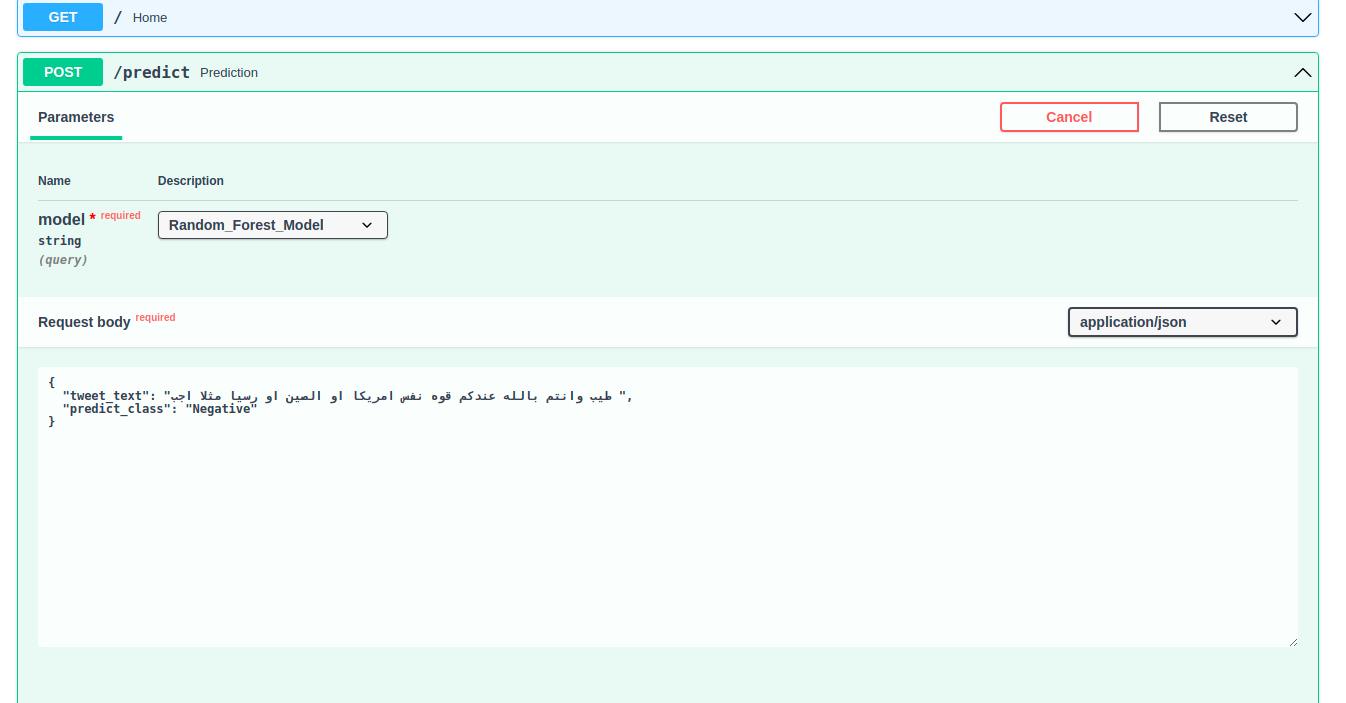 GET / Home
POST /predict Prediction
Parameters
Cancel
Reset
Name Description
model * required
string
(query)
Random_Forest_Model
Request body required
application/json
{
"tweet_text": "طيب وانتم بالله عندكم قوه نفس امريكا او الصين او رسيا مثلا اجب ",
"predict_class": "Negative"
}